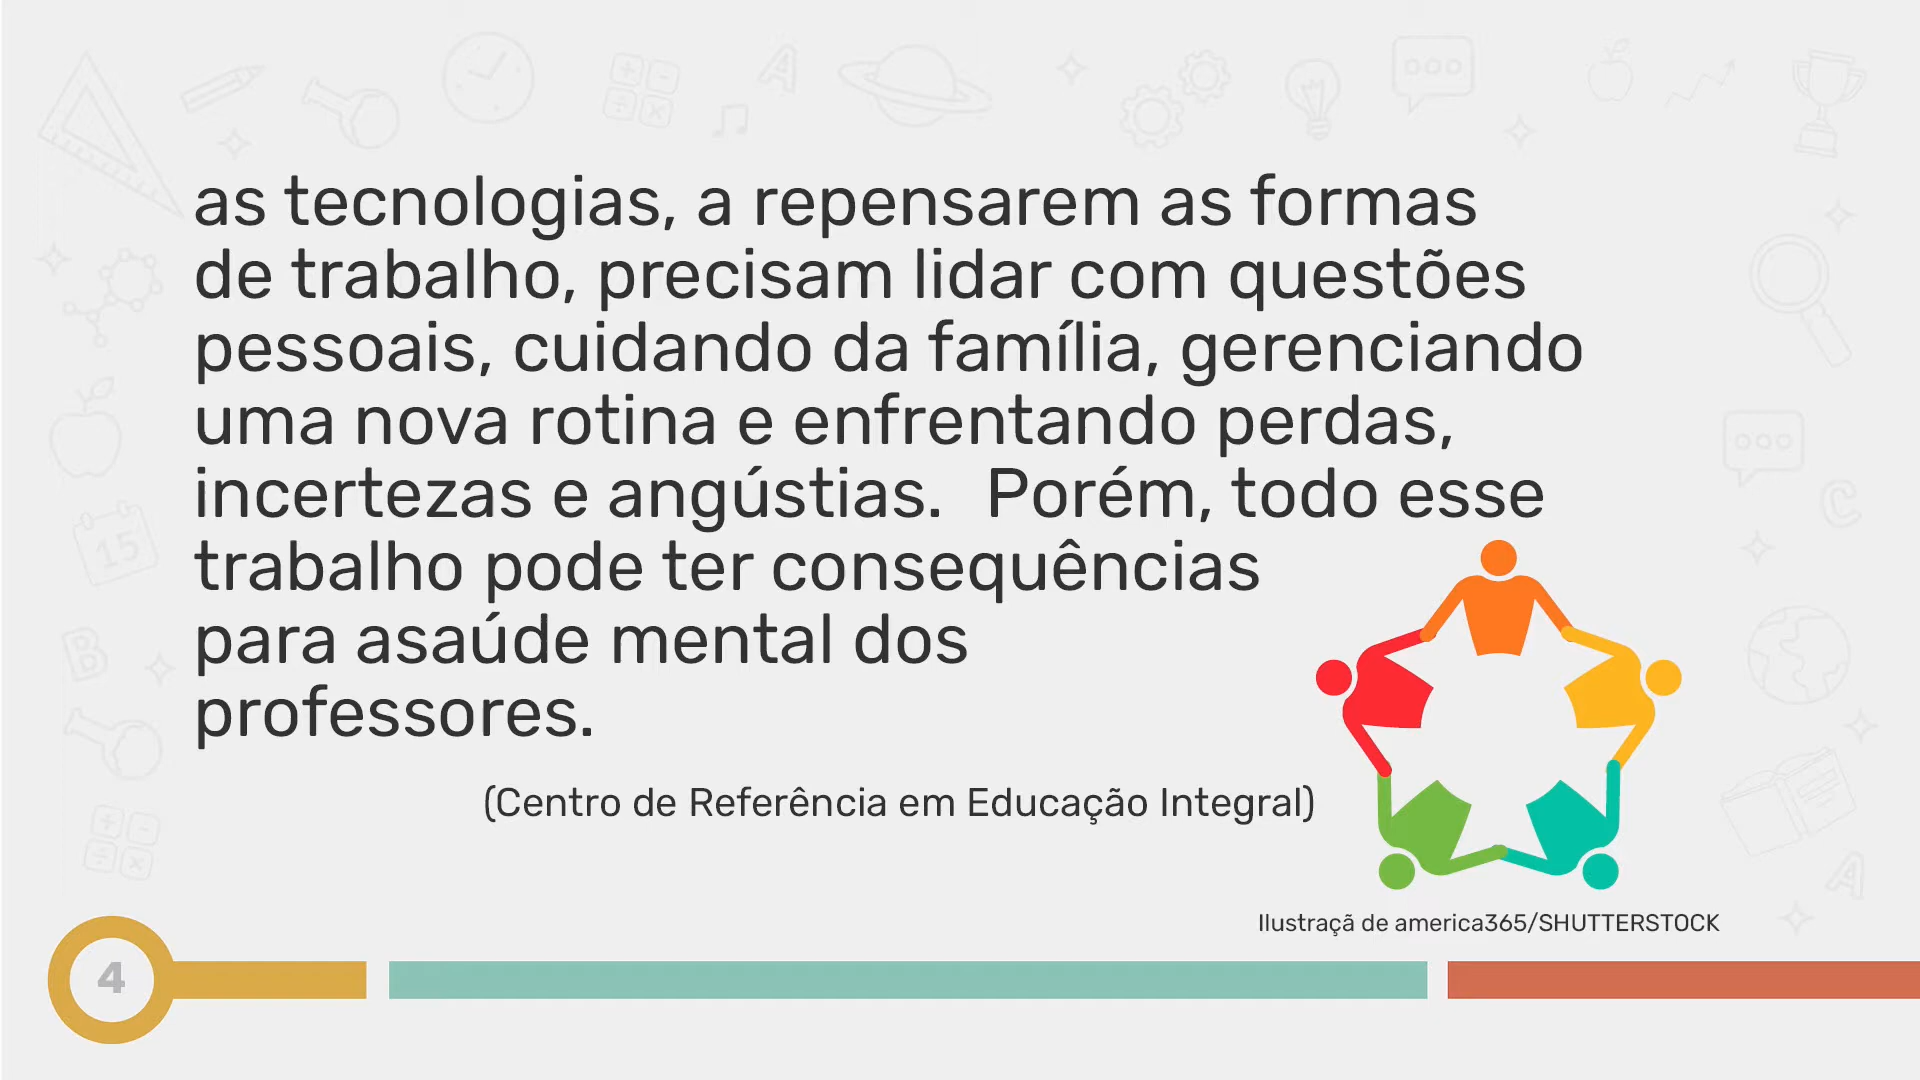 as tecnologias, a repensarem as formas
de trabalho, precisam lidar com questões
pessoais, cuidando da família, gerenciando
uma nova rotina e enfrentando perdas,
incertezas e angústias.  Porém, todo esse
trabalho pode ter consequências
para asaúde mental dos
professores.
(Centro de Referência em Educação Integral)
Ilustraçã de america365/SHUTTERSTOCK
4
A
15
C
B
A